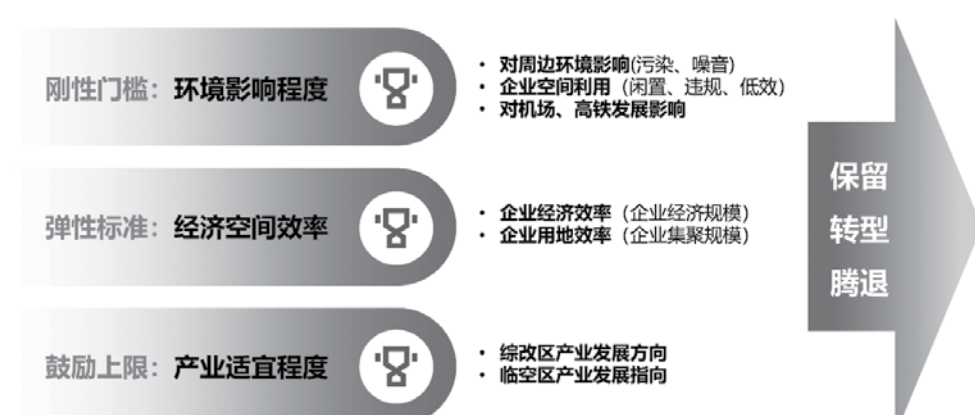 刚性门槛：环境影响程度
· 对周边环境影响(污染、噪音)
· 企业空间利用（闲置、违规、低效）
· 对机场、高铁发展影响
弹性标准：经济空间效率
· 企业经济效率（企业经济规模）
· 企业用地效率（企业集聚规模）
鼓励上限：产业适宜程度
· 综改区产业发展方向
· 临空区产业发展指向
保留
转型
腾退